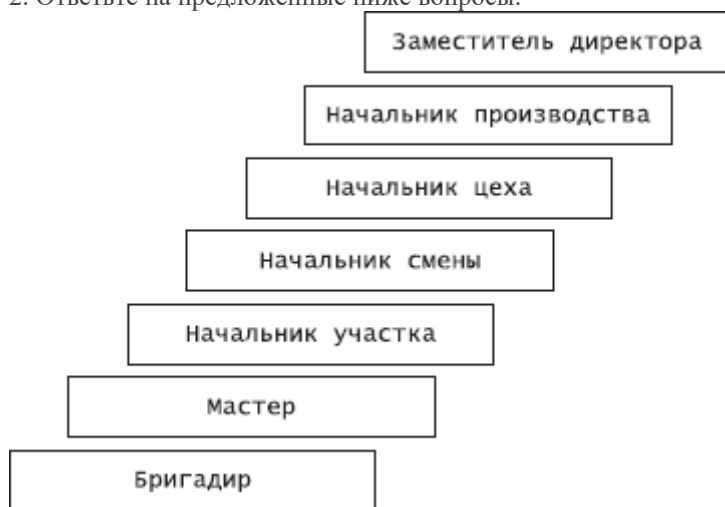 2. Ответьте на предложенные ниже вопросы.
Заместитель директора
Начальник производства
Начальник цеха
Начальник смены
Начальник участка
Мастер
Бригадир